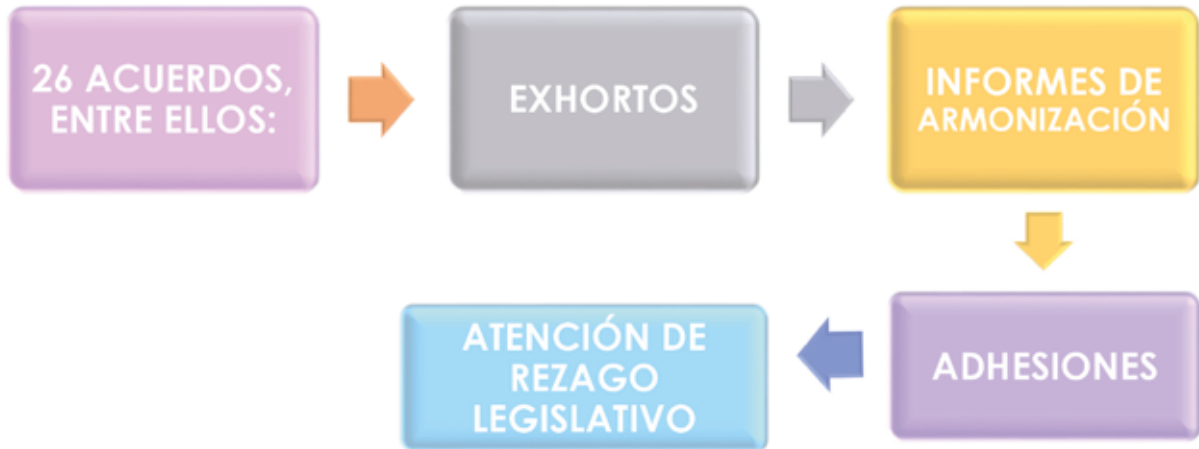 26 ACUERDOS,
ENTRE ELLOS:
EXHORTOS
INFORMES DE
ARMONIZACIÓN
ADHESIONES
ATENCIÓN DE
REZAGO
LEGISLATIVO